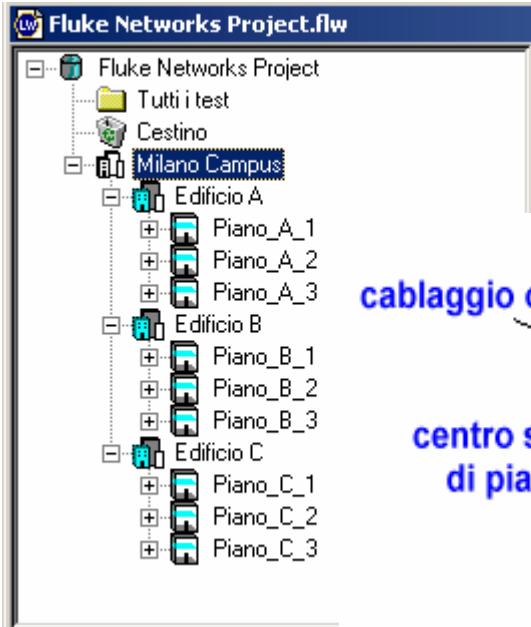 Fluke Networks Project.flw
Fluke Networks Project
Tutti i test
Cestino
Milano Campus
Edificio A
Piano_A_1
Piano_A_2
Piano_A_3
cablaggio
Edificio B
Piano_B_1
Piano_B_2
Piano_B_3
centro
Edificio C
di
Piano_C_1
Piano_C_2
Piano_C_3